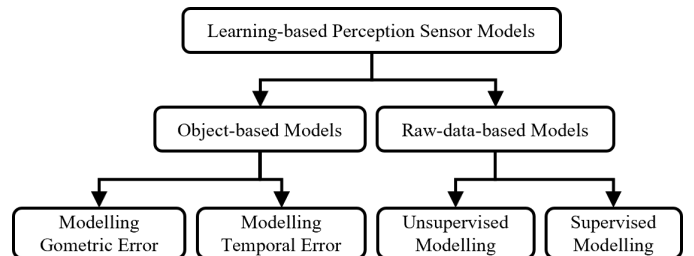 Learning-based Perception Sensor Models
Object-based Models
Raw-data-based Models
Modelling
Gometric Error
Modelling
Temporal Error
Unsupervised
Modelling
Supervised
Modelling